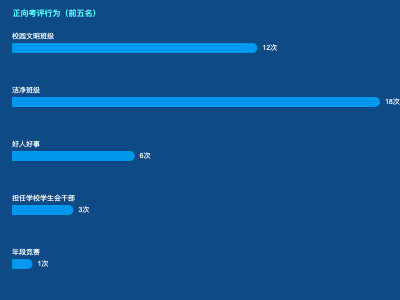 正向考评行为（前五名）
校园文明班级
12次
洁净班级
18次
好人好事
6次
担任学校学生会干部
3次
年段竞赛
1次